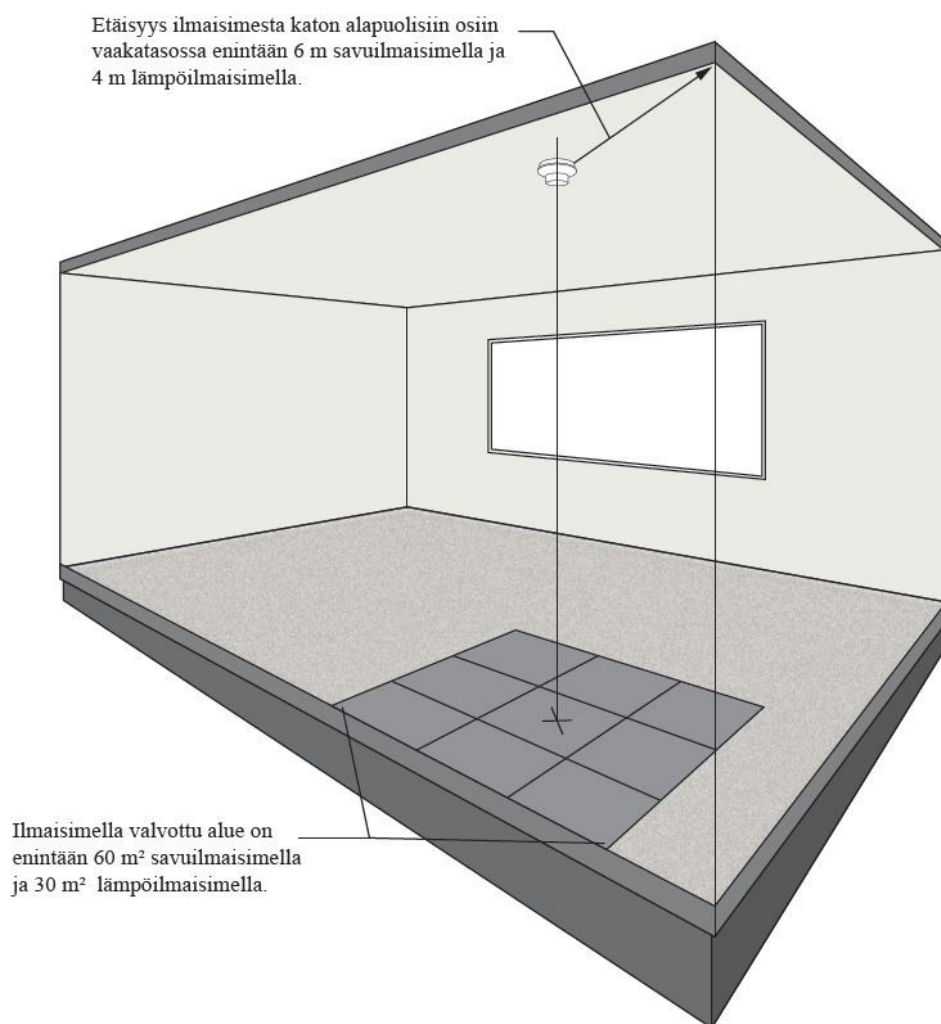 Etäisyys ilmaisimesta katon alapuolisiin osiin
vaakatasossa enintään 6 m savuilmaisimella ja
4 m lämpöilmaisimella.
Ilmaisimella valvottu alue on
enintään 60 m² savuilmaisimella
ja 30 m² lämpöilmaisimella.